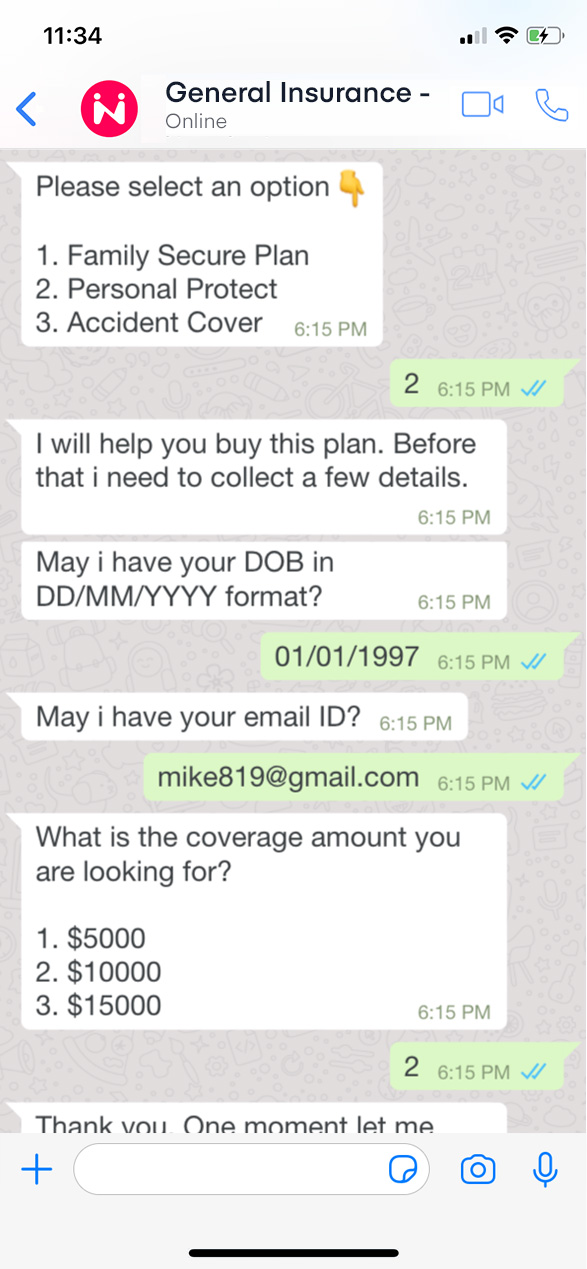 11:34
General Insurance -
Online
Please select an option
1. Family Secure Plan
2. Personal Protect
3. Accident Cover 6:15 PM
2 6:15 PM
I will help you buy this plan. Before
that i need to collect a few details.
6:15 PM
May i have your DOB in
DD/MM/YYYY format? 6:15 PM
01/01/1997 6:15 PM
May i have your email ID? 6:15 PM
mike819@gmail.com 6:15 PM
What is the coverage amount you
are looking for?
1. $5000
2. $10000
3. $15000 6:15 PM
2 6:15 PM
Thank you. One moment let me